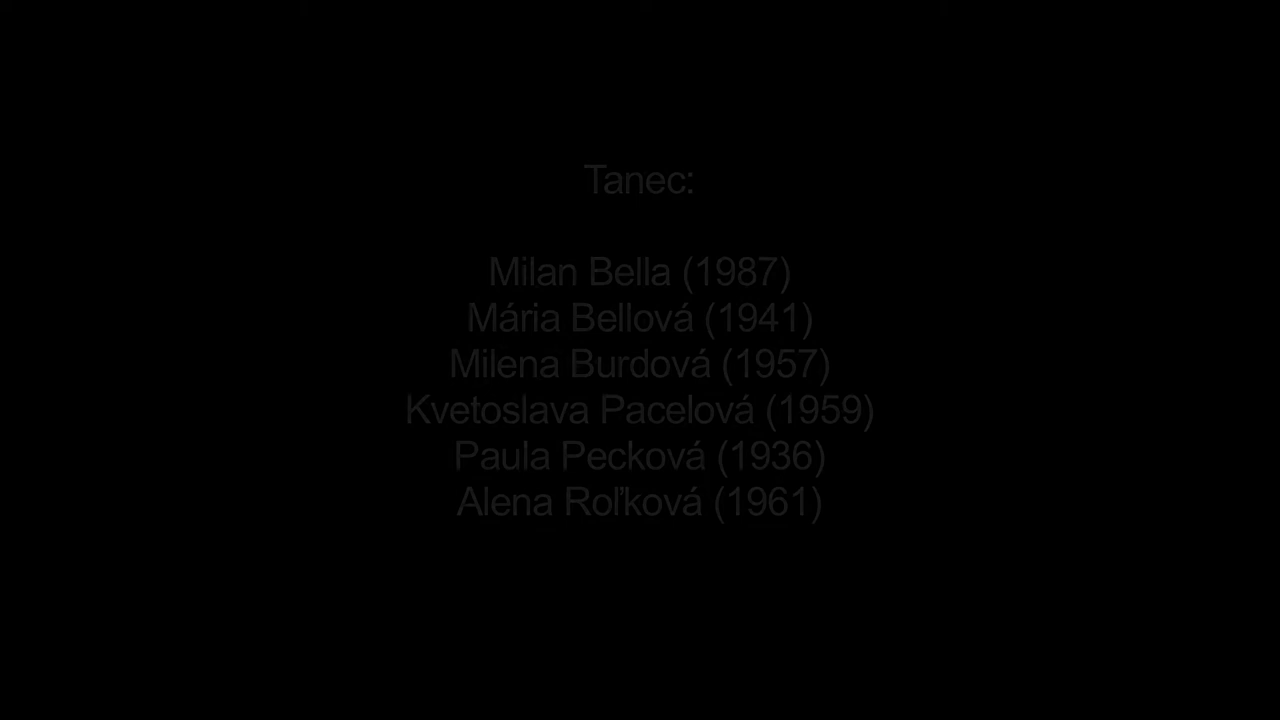 Tanec:
Milan Bella (1987)
Mária Bellová (1941)
Milena Burdová (1957)
Kvetoslava Pacelová (1959)
Paula Pecková (1936)
Alena Roľková (1961)